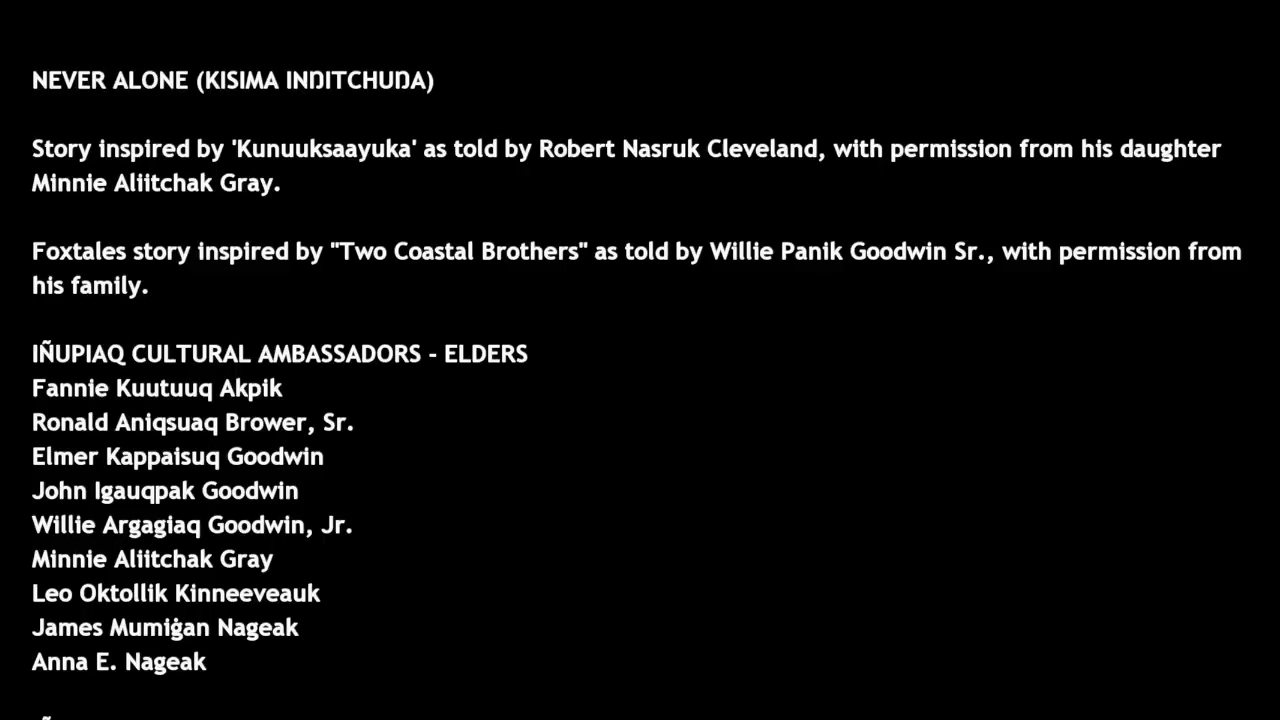 NEVER ALONE (KISIMA INŊITCHUŊA)
Story inspired by 'Kunuuksaayuka' as told by Robert Nasruk Cleveland, with permission from his daughter
Minnie Aliitchak Gray.
Foxtales story inspired by "Two Coastal Brothers" as told by Willie Panik Goodwin Sr., with permission from
his family.
IÑUPIAQ CULTURAL AMBASSADORS - ELDERS
Fannie Kuutuuq Akpik
Ronald Aniqsuaq Brower, Sr.
Elmer Kappaisuq Goodwin
John Igauqpak Goodwin
Willie Argagiaq Goodwin, Jr.
Minnie Aliitchak Gray
Leo Oktollik Kinneeveauk
James Mumiġan Nageak
Anna E. Nageak